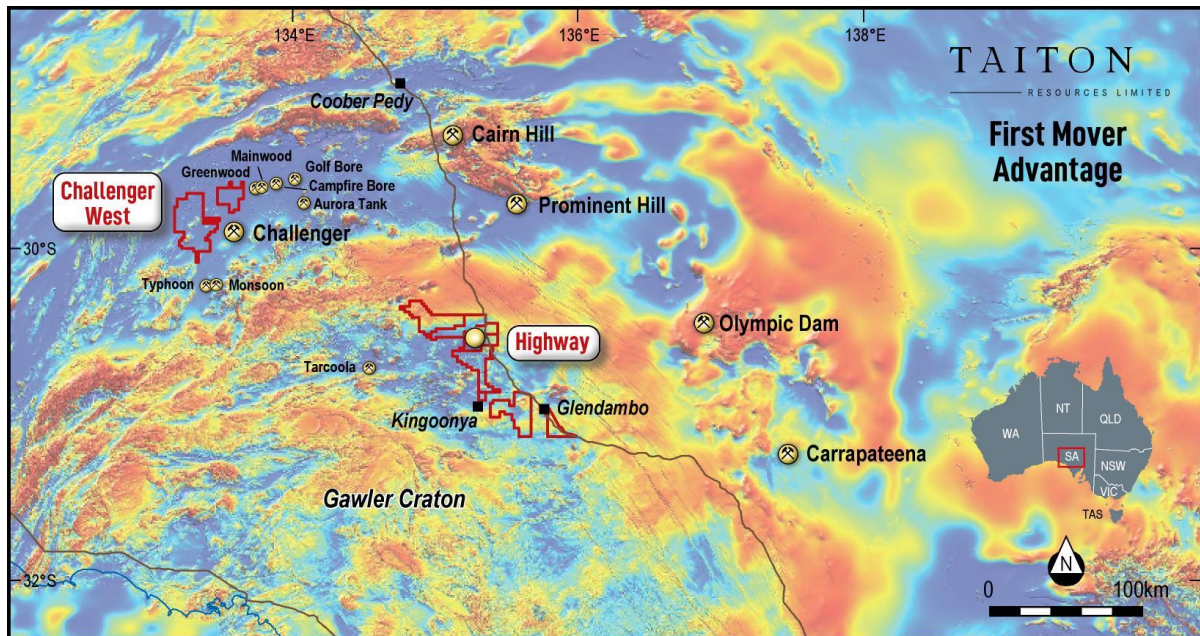 134°E
136°E
138°E
TAITON
RESOURCES LIMITED
First Mover
Advantage
Coober Pedy
Cairn Hill
Mainwood
Golf Bore
Greenwood
Campfire Bore
Aurora Tank
Challenger
West
Prominent Hill
Challenger
30°S
Typhoon
Monsoon
Olympic Dam
Highway
Tarcoola
Kingoonya
Glendambo
Carrapateena
Gawler Craton
NT
QLD
WA
SA
NSW
VIC
TAS
N
32°S
0
100km